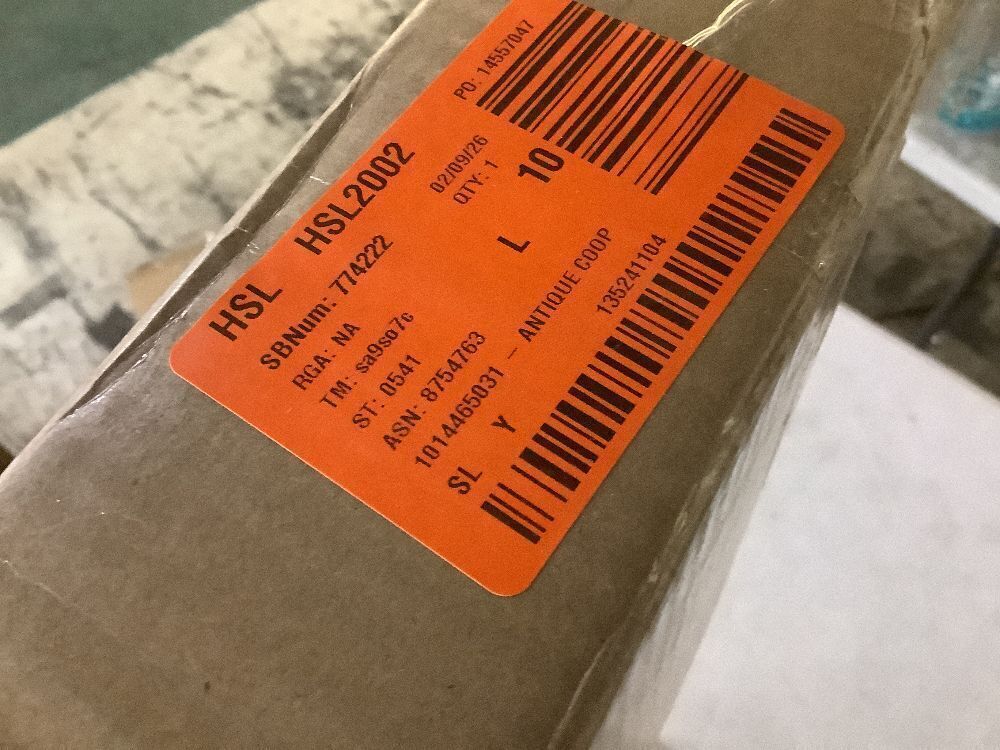 HSL HSL2002
PO: 14557047
SBNum: 774222
02/09/26
RGA: NA
QTY: 1
TM: sa9so7c
L 10
ST: 0541
ASN: 8754763
1014465031 – ANTIQUE COOP
SL Y
135241104